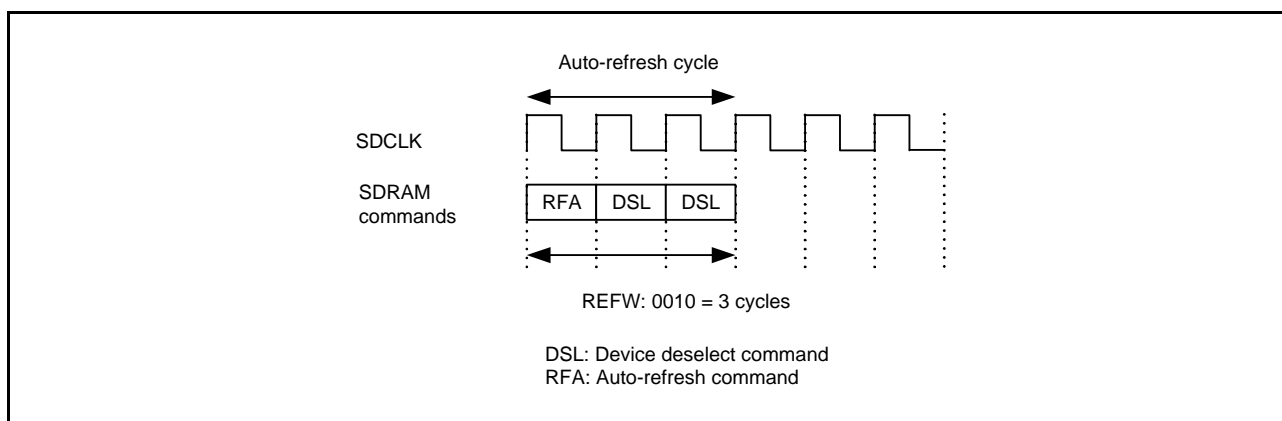 Auto-refresh cycle
SDCLK
SDRAM
commands
RFA DSL DSL
REFW: 0010 = 3 cycles
DSL: Device deselect command
RFA: Auto-refresh command